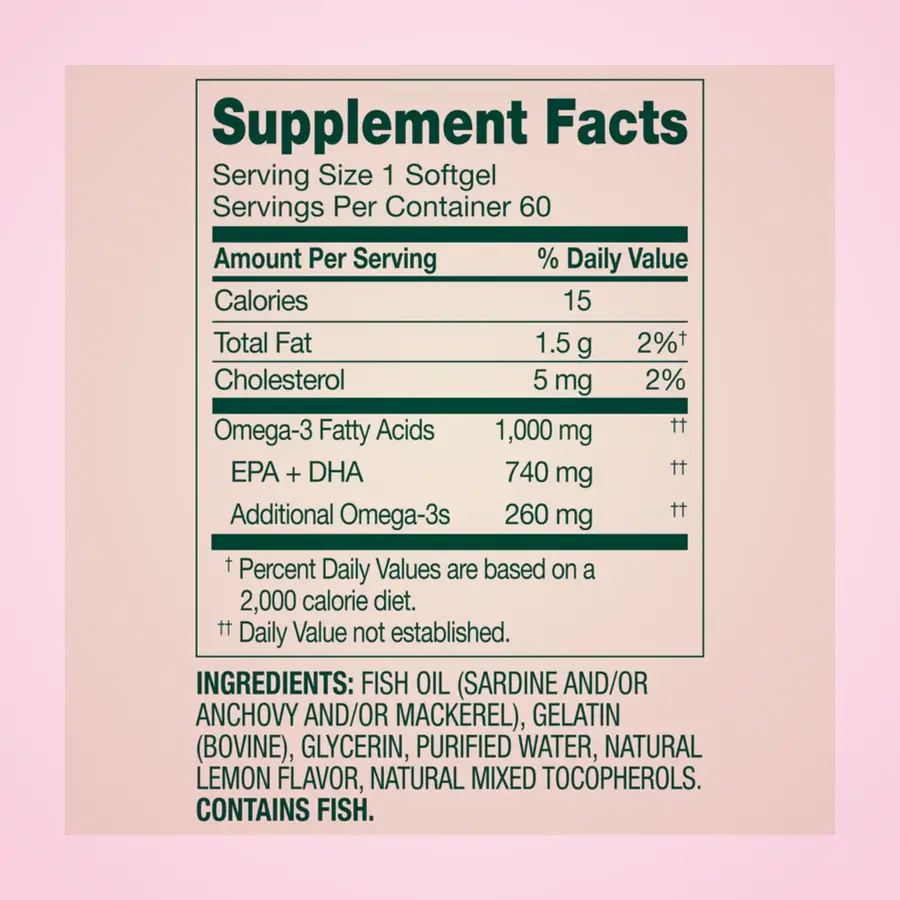 Supplement Facts
Serving Size 1 Softgel
Servings Per Container 60
Amount Per Serving % Daily Value
Calories 15
Total Fat 1.5 g 2%†
Cholesterol 5 mg 2%
Omega-3 Fatty Acids 1,000 mg ††
EPA + DHA 740 mg ††
Additional Omega-3s 260 mg ††
† Percent Daily Values are based on a
2,000 calorie diet.
†† Daily Value not established.
INGREDIENTS: FISH OIL (SARDINE AND/OR
ANCHOVY AND/OR MACKEREL), GELATIN
(BOVINE), GLYCERIN, PURIFIED WATER, NATURAL
LEMON FLAVOR, NATURAL MIXED TOCOPHEROLS.
CONTAINS FISH.